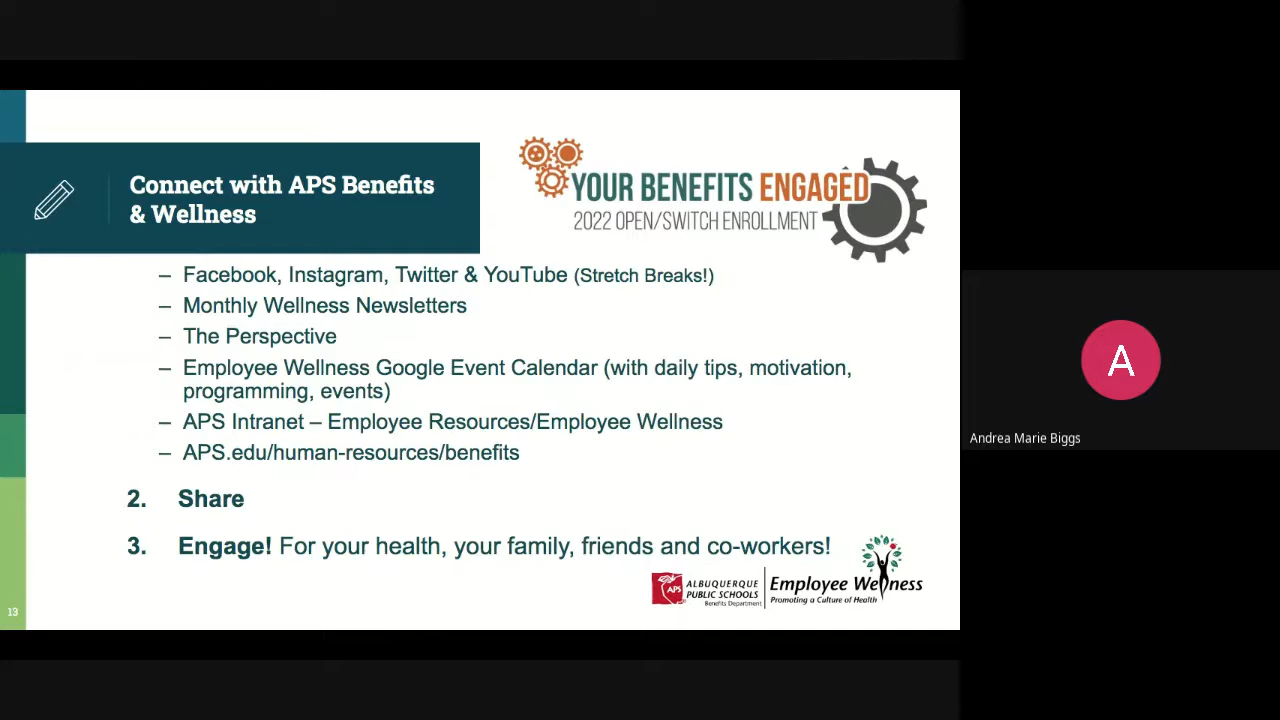 Connect with APS Benefits
& Wellness
YOUR BENEFITS ENGAGED
2022 OPEN/SWITCH ENROLLMENT
– Facebook, Instagram, Twitter & YouTube (Stretch Breaks!)
– Monthly Wellness Newsletters
– The Perspective
– Employee Wellness Google Event Calendar (with daily tips, motivation,
programming, events)
– APS Intranet – Employee Resources/Employee Wellness
– APS.edu/human-resources/benefits
2. Share
3. Engage! For your health, your family, friends and co-workers!
APS
ALBUQUERQUE
PUBLIC SCHOOLS
Benefits Department
Employee Wellness
Promoting a Culture of Health
13
A
Andrea Marie Biggs